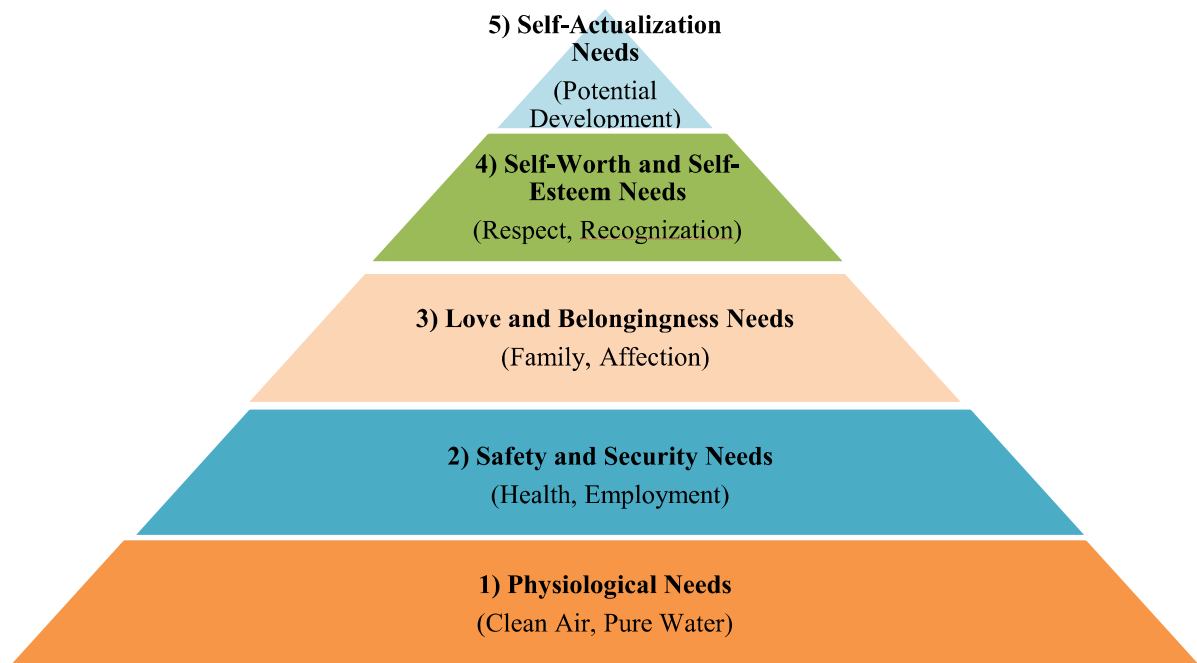 5) Self-Actualization
Needs
(Potential
Development)
4) Self-Worth and Self-
Esteem Needs
(Respect, Recognization)
3) Love and Belongingness Needs
(Family, Affection)
2) Safety and Security Needs
(Health, Employment)
1) Physiological Needs
(Clean Air, Pure Water)